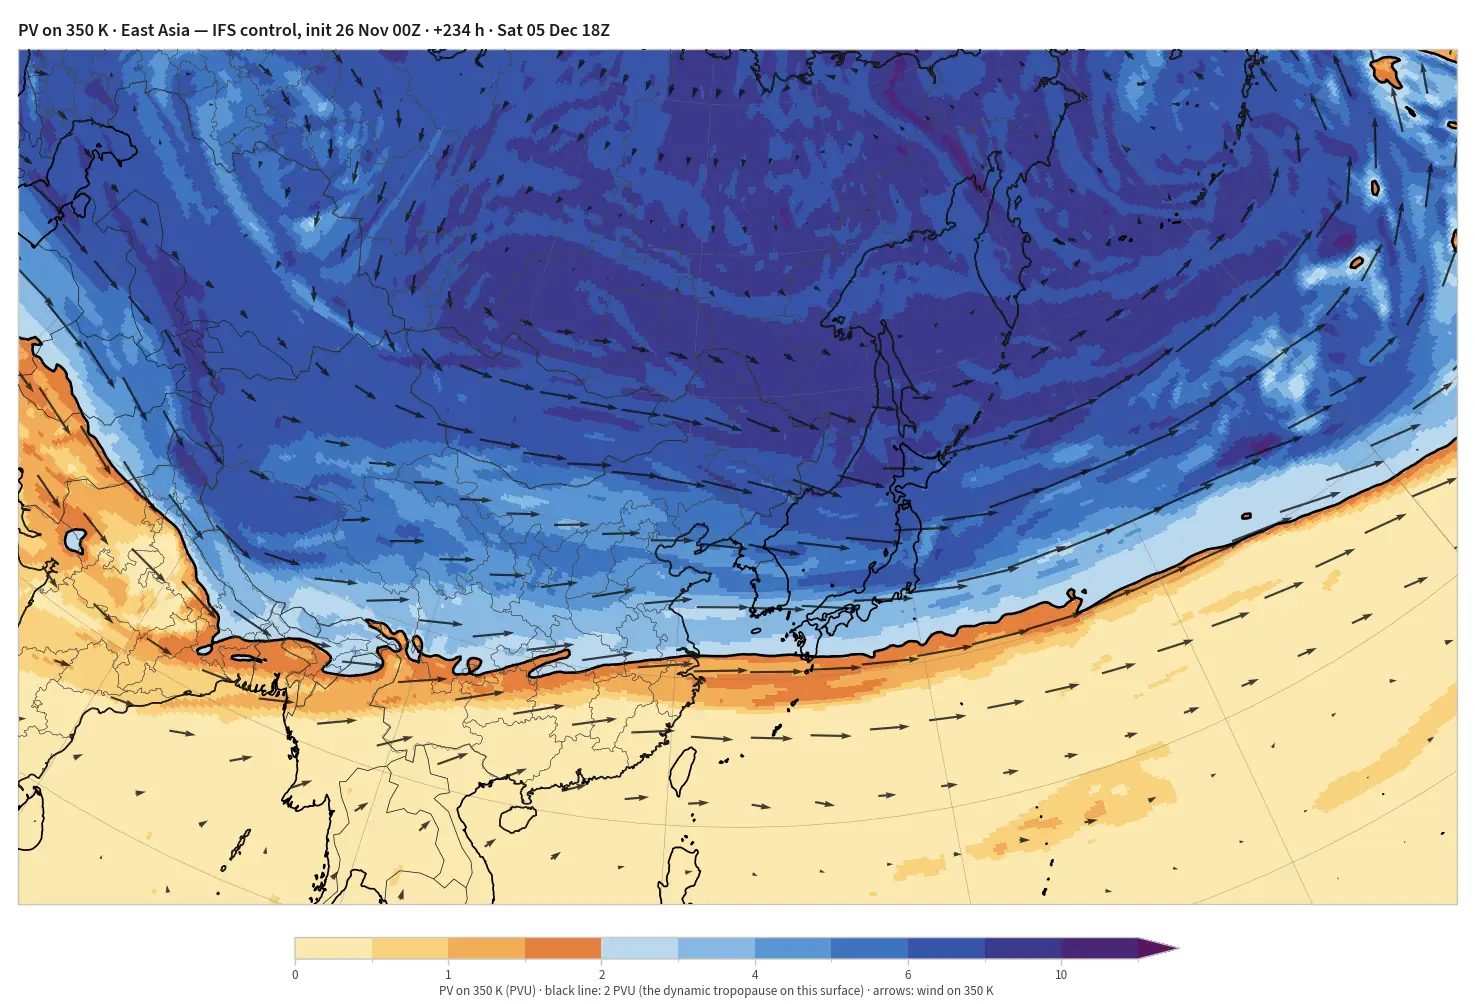 PV on 350 K · East Asia — IFS control, init 26 Nov 00Z · +234 h · Sat 05 Dec 18Z
0 1 2 4 6 10
PV on 350 K (PVU) · black line: 2 PVU (the dynamic tropopause on this surface) · arrows: wind on 350 K